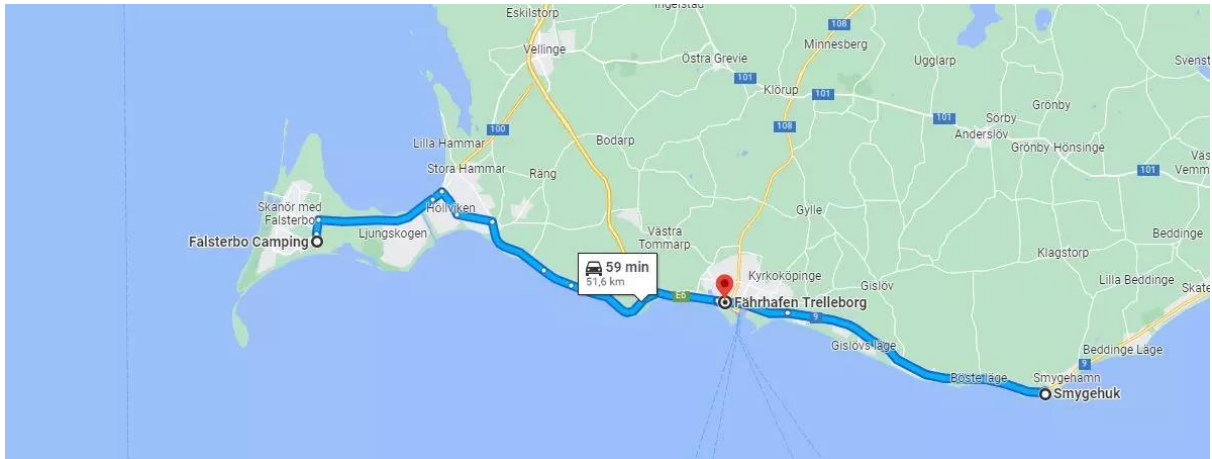 Eskilstorp
Ingelstad
108
Minnesberg
Vellinge
Östra Grevie
101
Klörup
101
Ugglarp
Svenst
Grönby
Sörby
101
Anderslöv
Grönby Hönsinge
100
108
Lilla Hammar
Bodarp
Vemm
101
Stora Hammar
Räng
Skanör med
Falsterbo
Höllviken
Gylle
Ljungskogen
Västra
Tommarp
Falsterbo Camping
Klagstorp
Beddinge
59 min
51,6 km
Kyrkoköpinge
Gislöv
Lilla Beddinge
Skate
E6
Fährhafen Trelleborg
9
Gislövs läge
Beddinge Läge
9
Böste läge
Smygehamn
Smygehuk